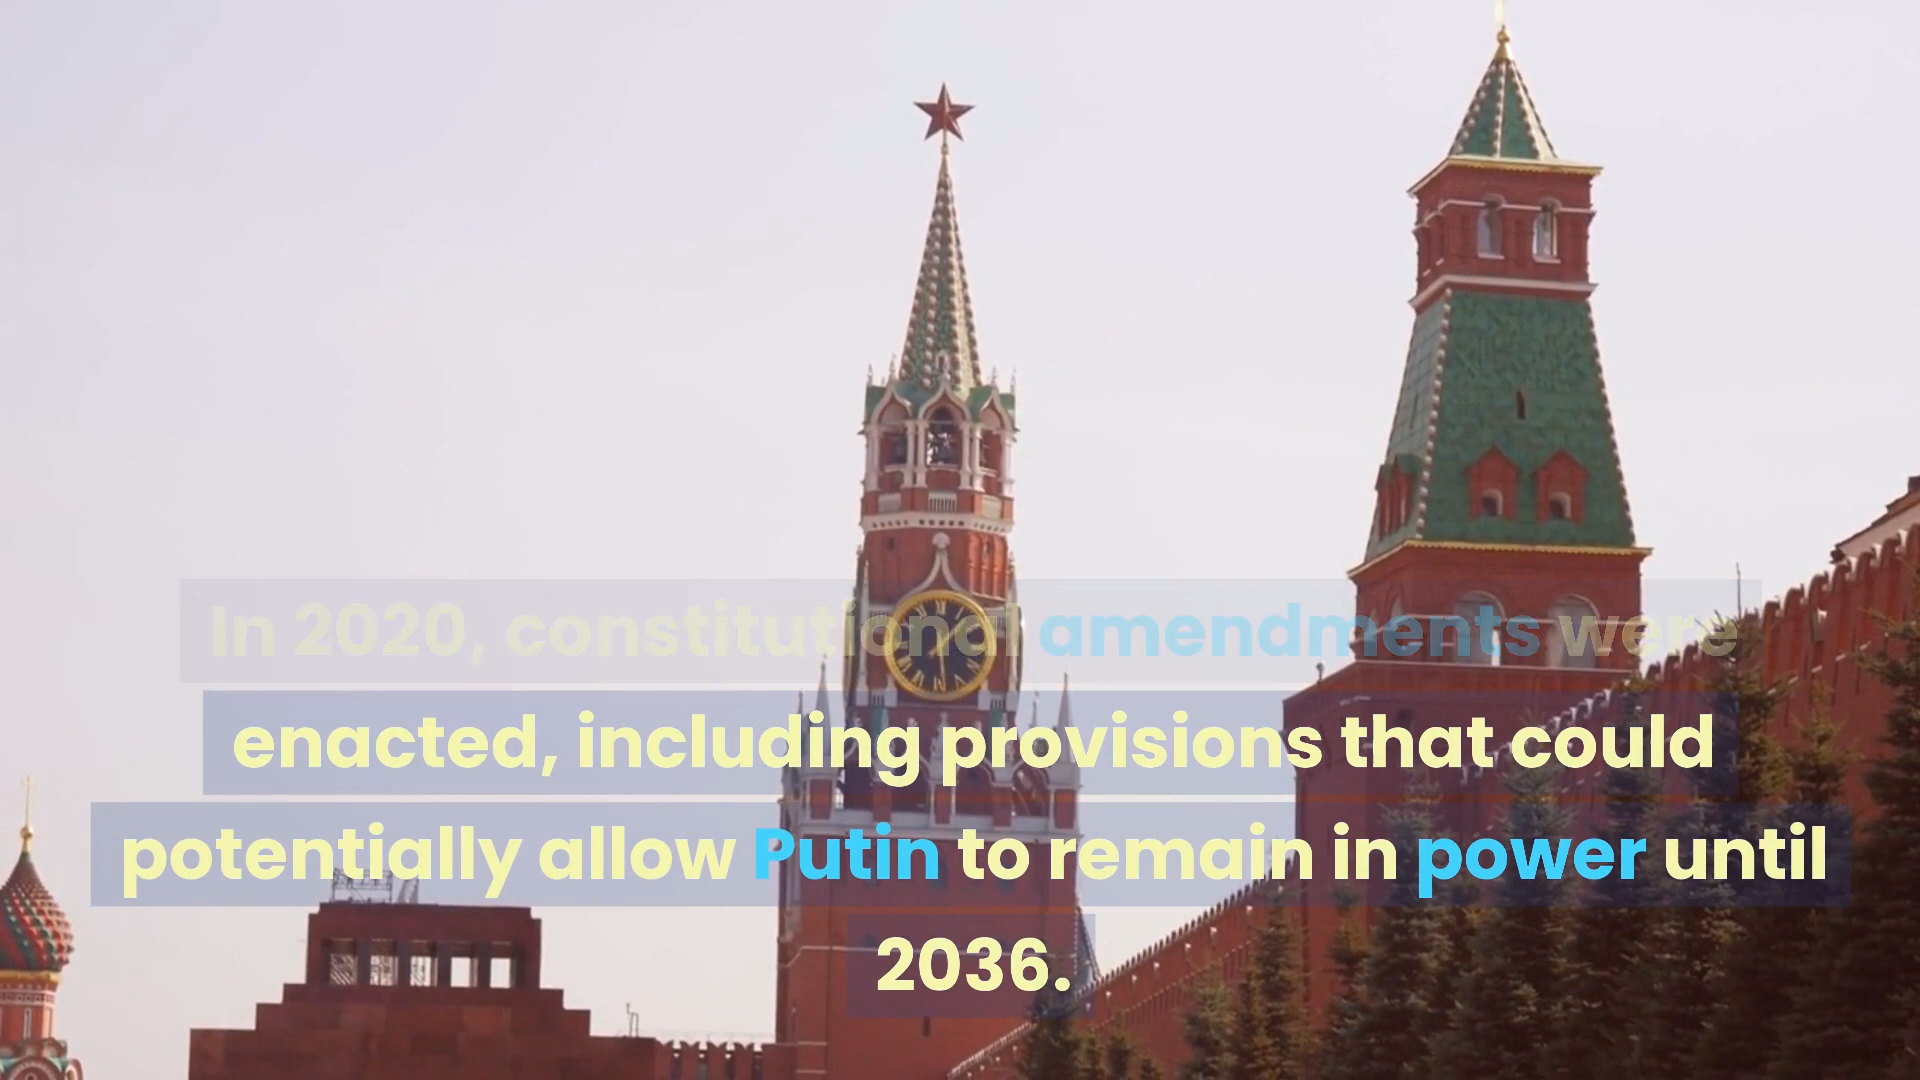 In 2020, constitutional amendments were
enacted, including provisions that could
potentially allow Putin to remain in power until
2036.